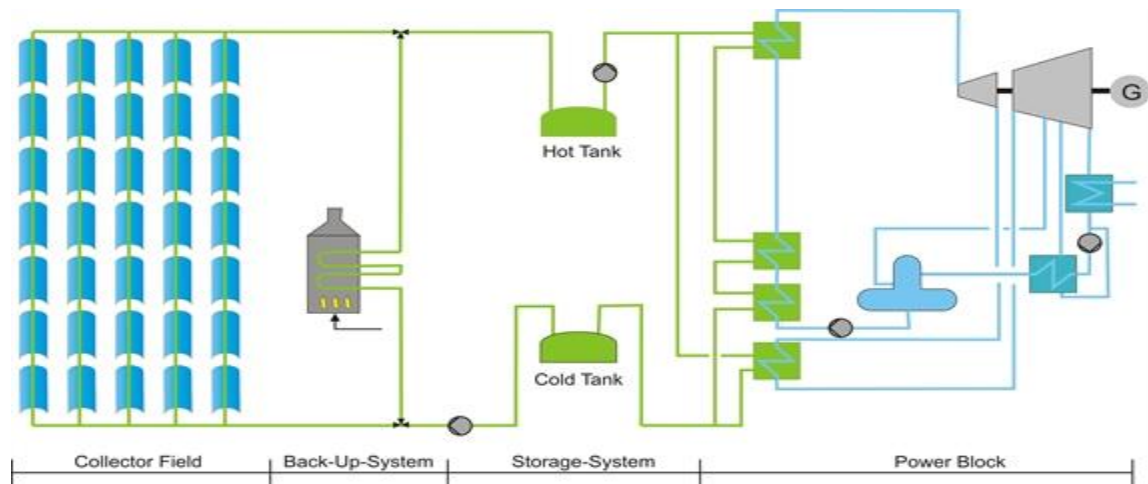 G
Hot Tank
Cold Tank
Collector Field
Back-Up-System
Storage-System
Power Block